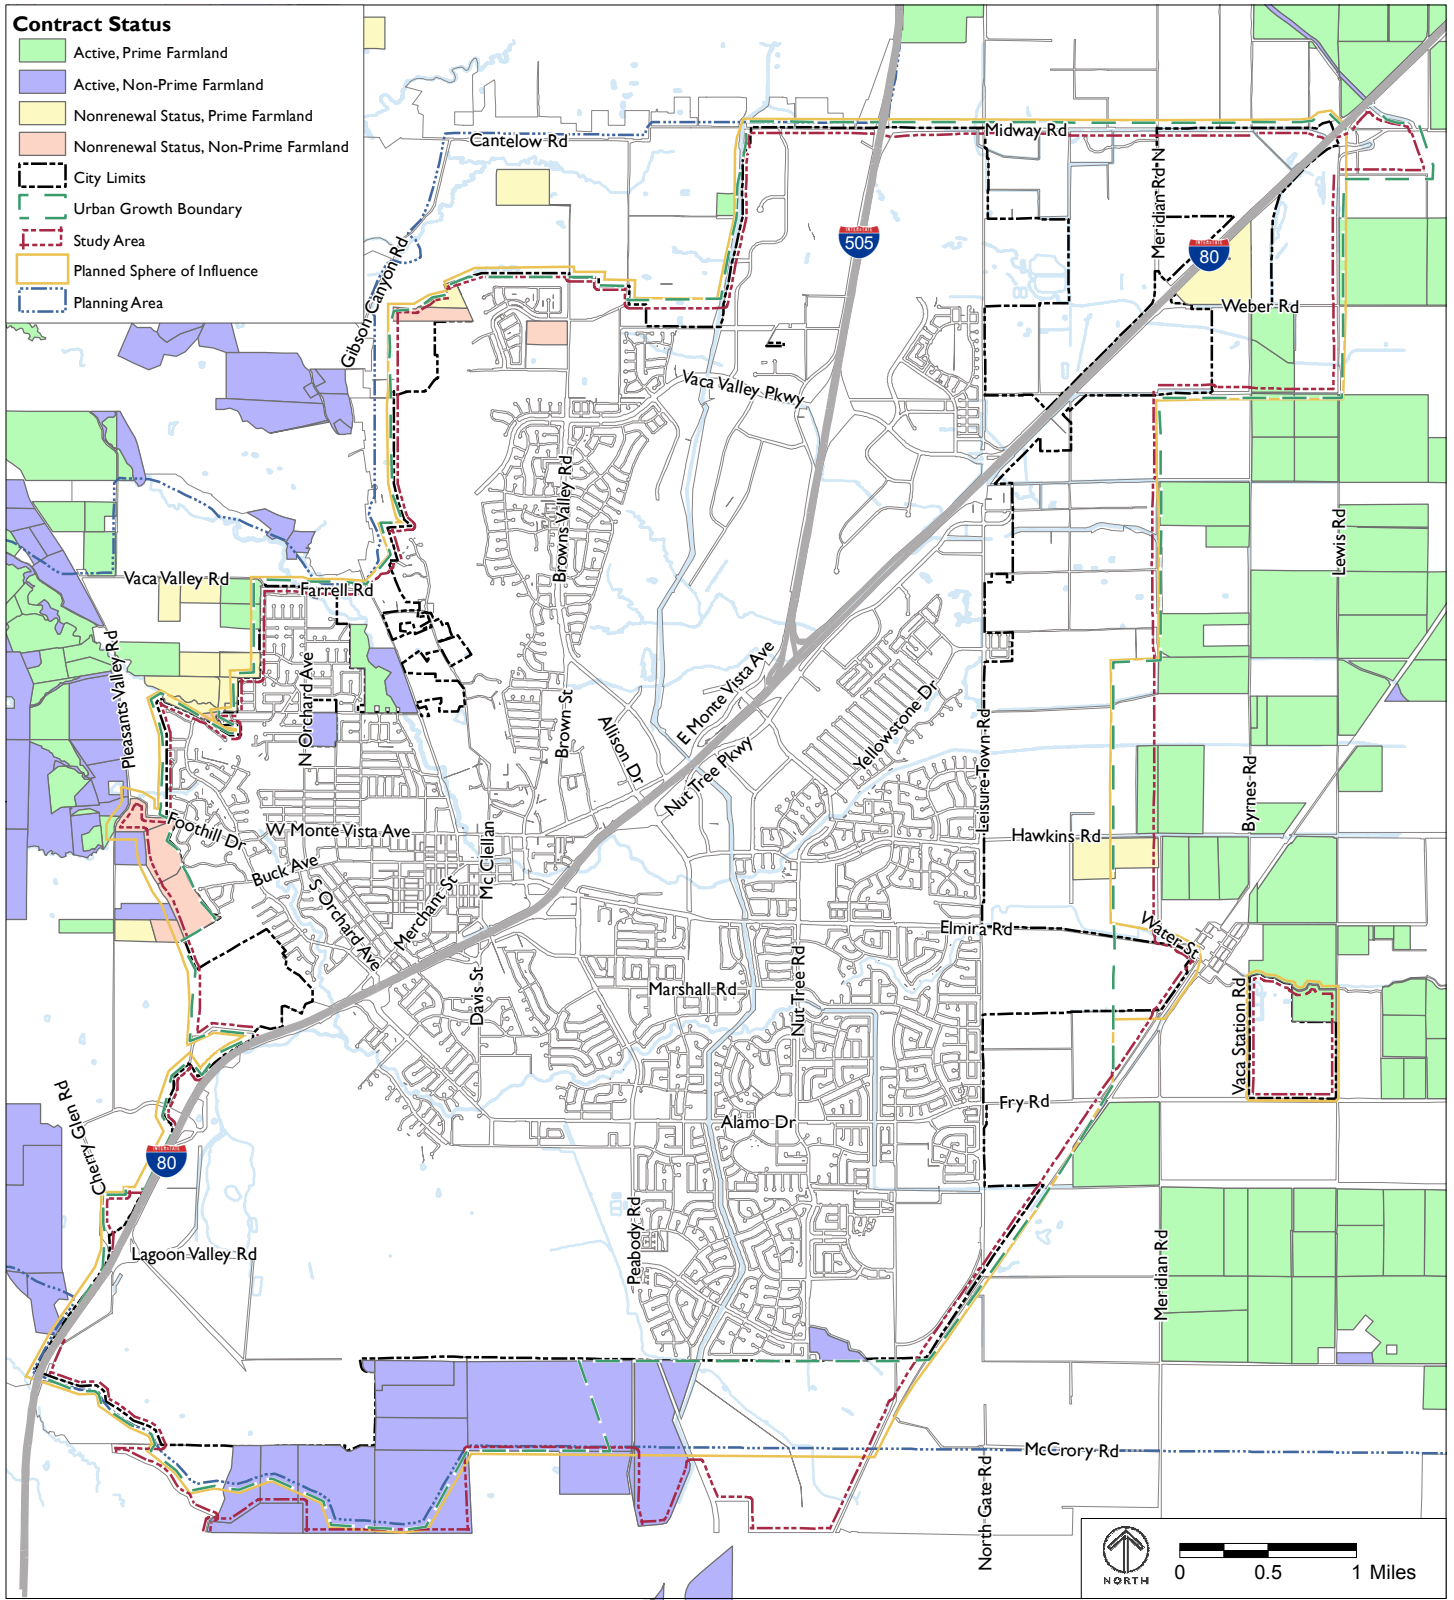 Contract Status
Active, Prime Farmland
Active, Non-Prime Farmland
Nonrenewal Status, Prime Farmland
Nonrenewal Status, Non-Prime Farmland
City Limits
Urban Growth Boundary
Study Area
Planned Sphere of Influence
Planning Area
Cantelow Rd
Midway Rd
Meridian Rd N
INTERSTATE
505
INTERSTATE
80
Gibson Canyon Rd
Weber Rd
Vaca Valley Pkwy
Browns Valley Rd
Lewis Rd
Vaca Valley Rd
Farrell Rd
Pleasants Valley Rd
N Orchard Ave
E Monte Vista Ave
Brown St
Allison Dr
Yellowstone Dr
Nut Tree Pkwy
Leisure Town Rd
Byrnes Rd
Foothill Dr
W Monte Vista Ave
Hawkins Rd
Buck Ave
Mc Clellan
S Orchard Ave
Merchant St
Elmira Rd
Water St
Davis St
Marshall Rd
Nut Tree Rd
Vaca Station Rd
Cherry Glen Rd
Fry Rd
Alamo Dr
INTERSTATE
80
Peabody Rd
Meridian Rd
Lagoon Valley Rd
McCrory Rd
North Gate Rd
NORTH
0 0.5 1 Miles